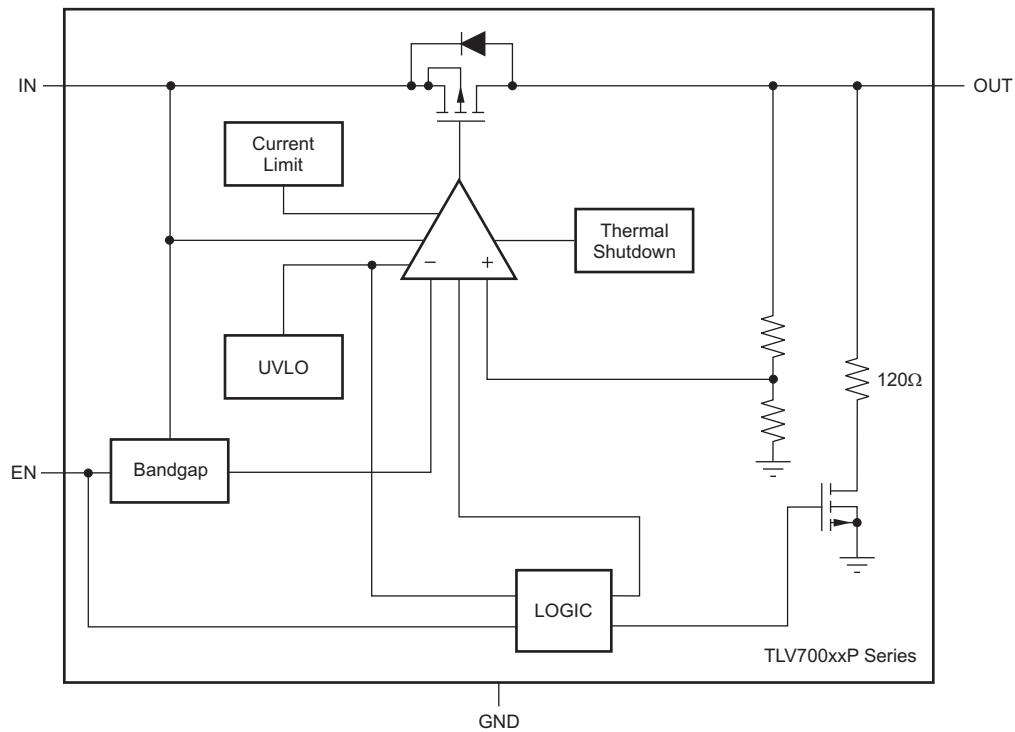 IN
OUT
Current
Limit
Thermal
Shutdown
−
+
UVLO
120Ω
EN
Bandgap
LOGIC
TLV700xxP Series
GND